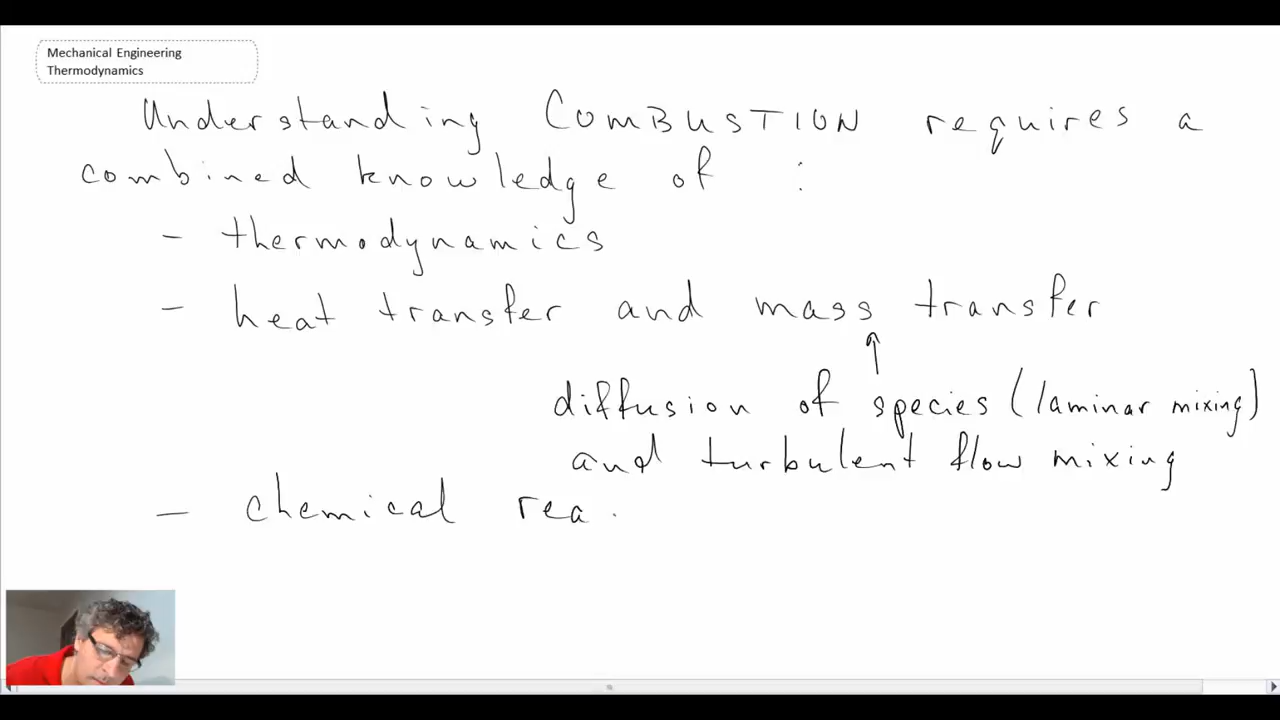 Mechanical Engineering
Thermodynamics
Understanding COMBUSTION requires a
combined knowledge of :
- thermodynamics
- heat transfer and mass transfer
diffusion of species (laminar mixing)
and turbulent flow mixing
- chemical rea